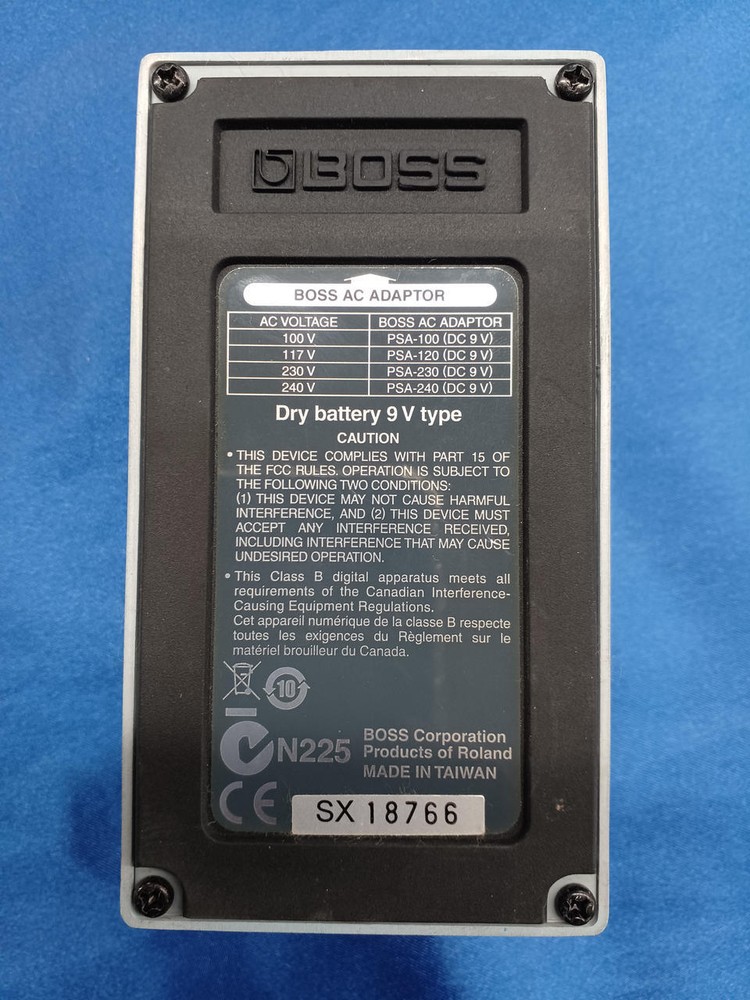 BOSS
BOSS AC ADAPTOR
AC VOLTAGE BOSS AC ADAPTOR
100 V PSA-100 (DC 9 V)
117 V PSA-120 (DC 9 V)
230 V PSA-230 (DC 9 V)
240 V PSA-240 (DC 9 V)
Dry battery 9 V type
CAUTION
• THIS DEVICE COMPLIES WITH PART 15 OF
THE FCC RULES. OPERATION IS SUBJECT TO
THE FOLLOWING TWO CONDITIONS:
(1) THIS DEVICE MAY NOT CAUSE HARMFUL
INTERFERENCE, AND (2) THIS DEVICE MUST
ACCEPT ANY INTERFERENCE RECEIVED,
INCLUDING INTERFERENCE THAT MAY CAUSE
UNDESIRED OPERATION.
• This Class B digital apparatus meets all
requirements of the Canadian Interference-
Causing Equipment Regulations.
Cet appareil numérique de la classe B respecte
toutes les exigences du Règlement sur le
matériel brouilleur du Canada.
10
N225
BOSS Corporation
Products of Roland
MADE IN TAIWAN
CE
SX 18766